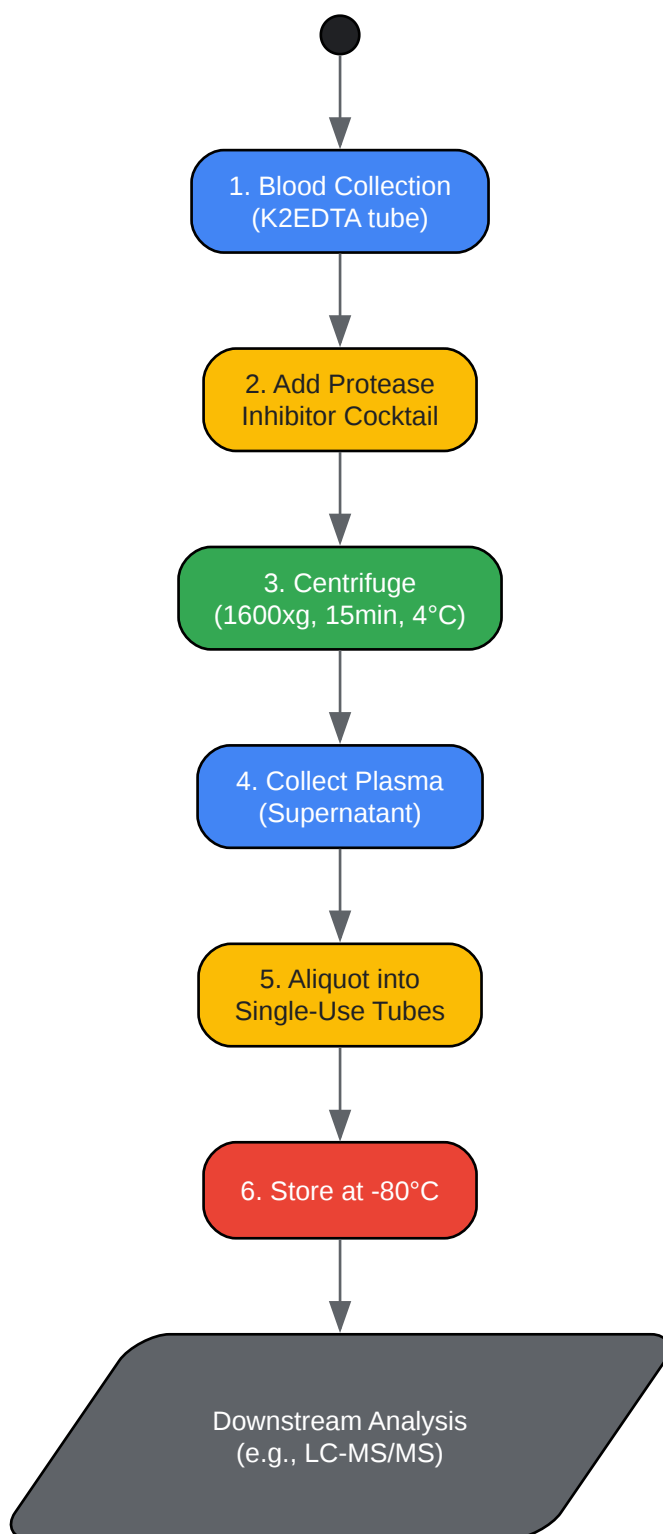 1. Blood Collection
(K2EDTA tube)
2. Add Protease
Inhibitor Cocktail
3. Centrifuge
(1600xg, 15min, 4°C)
4. Collect Plasma
(Supernatant)
5. Aliquot into
Single-Use Tubes
6. Store at -80°C
Downstream Analysis
(e.g., LC-MS/MS)